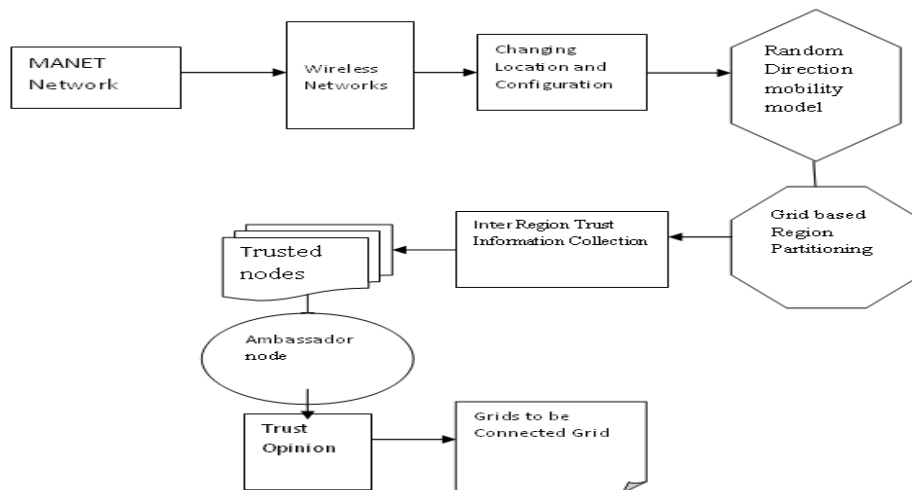 MANET
Network
Wireless
Networks
Changing
Location and
Configuration
Random
Direction
mobility
model
Grid based
Region
Partitioning
Inter Region Trust
Information Collection
Trusted
nodes
Ambassador
node
Trust
Opinion
Grids to be
Connected Grid